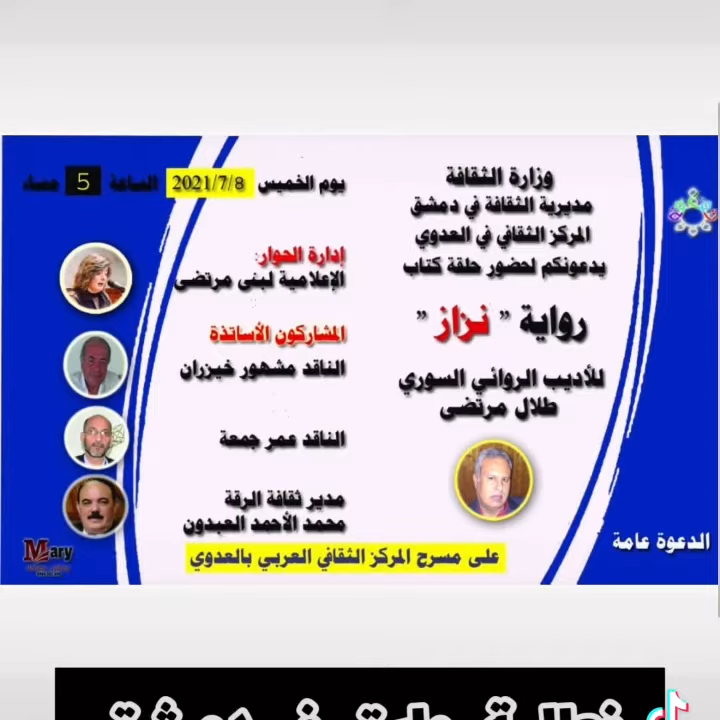 وزارة الثقافة
مديرية الثقافة في دمشق
المركز الثقافي في العدوي
يدعونكم لحضور حلقة كتاب
رواية " نزاز "
للأديب الروائي السوري
طلال مرتضى
يوم الخميس 2021/7/8 الساعة 5 مساء
إدارة الحوار:
الإعلامية لبنى مرتضى
المشاركون الأساتذة
الناقد مشهور خيزران
الناقد عمر جمعة
مدير ثقافة الرقة
محمد الأحمد العبدون
على مسرح المركز الثقافي العربي بالعدوي
الدعوة عامة
Mary